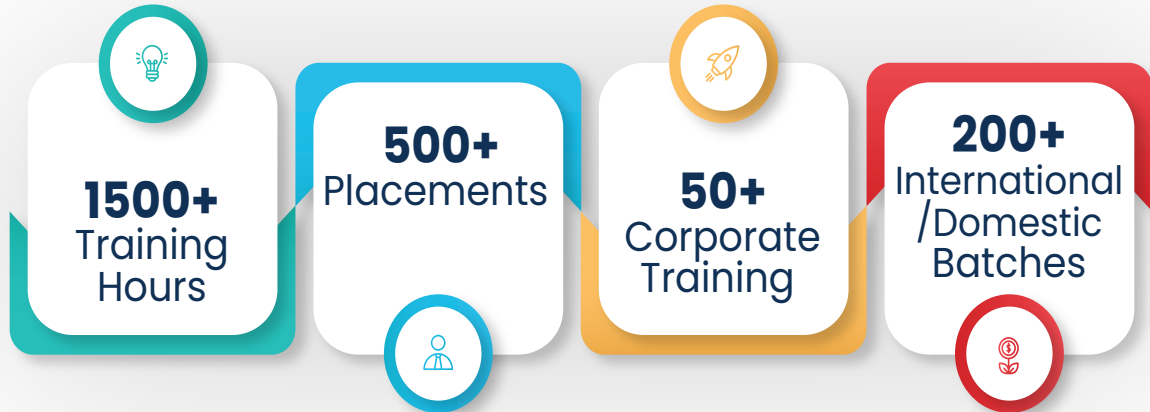 1500+
Training
Hours
500+
Placements
50+
Corporate
Training
200+
International
/Domestic
Batches